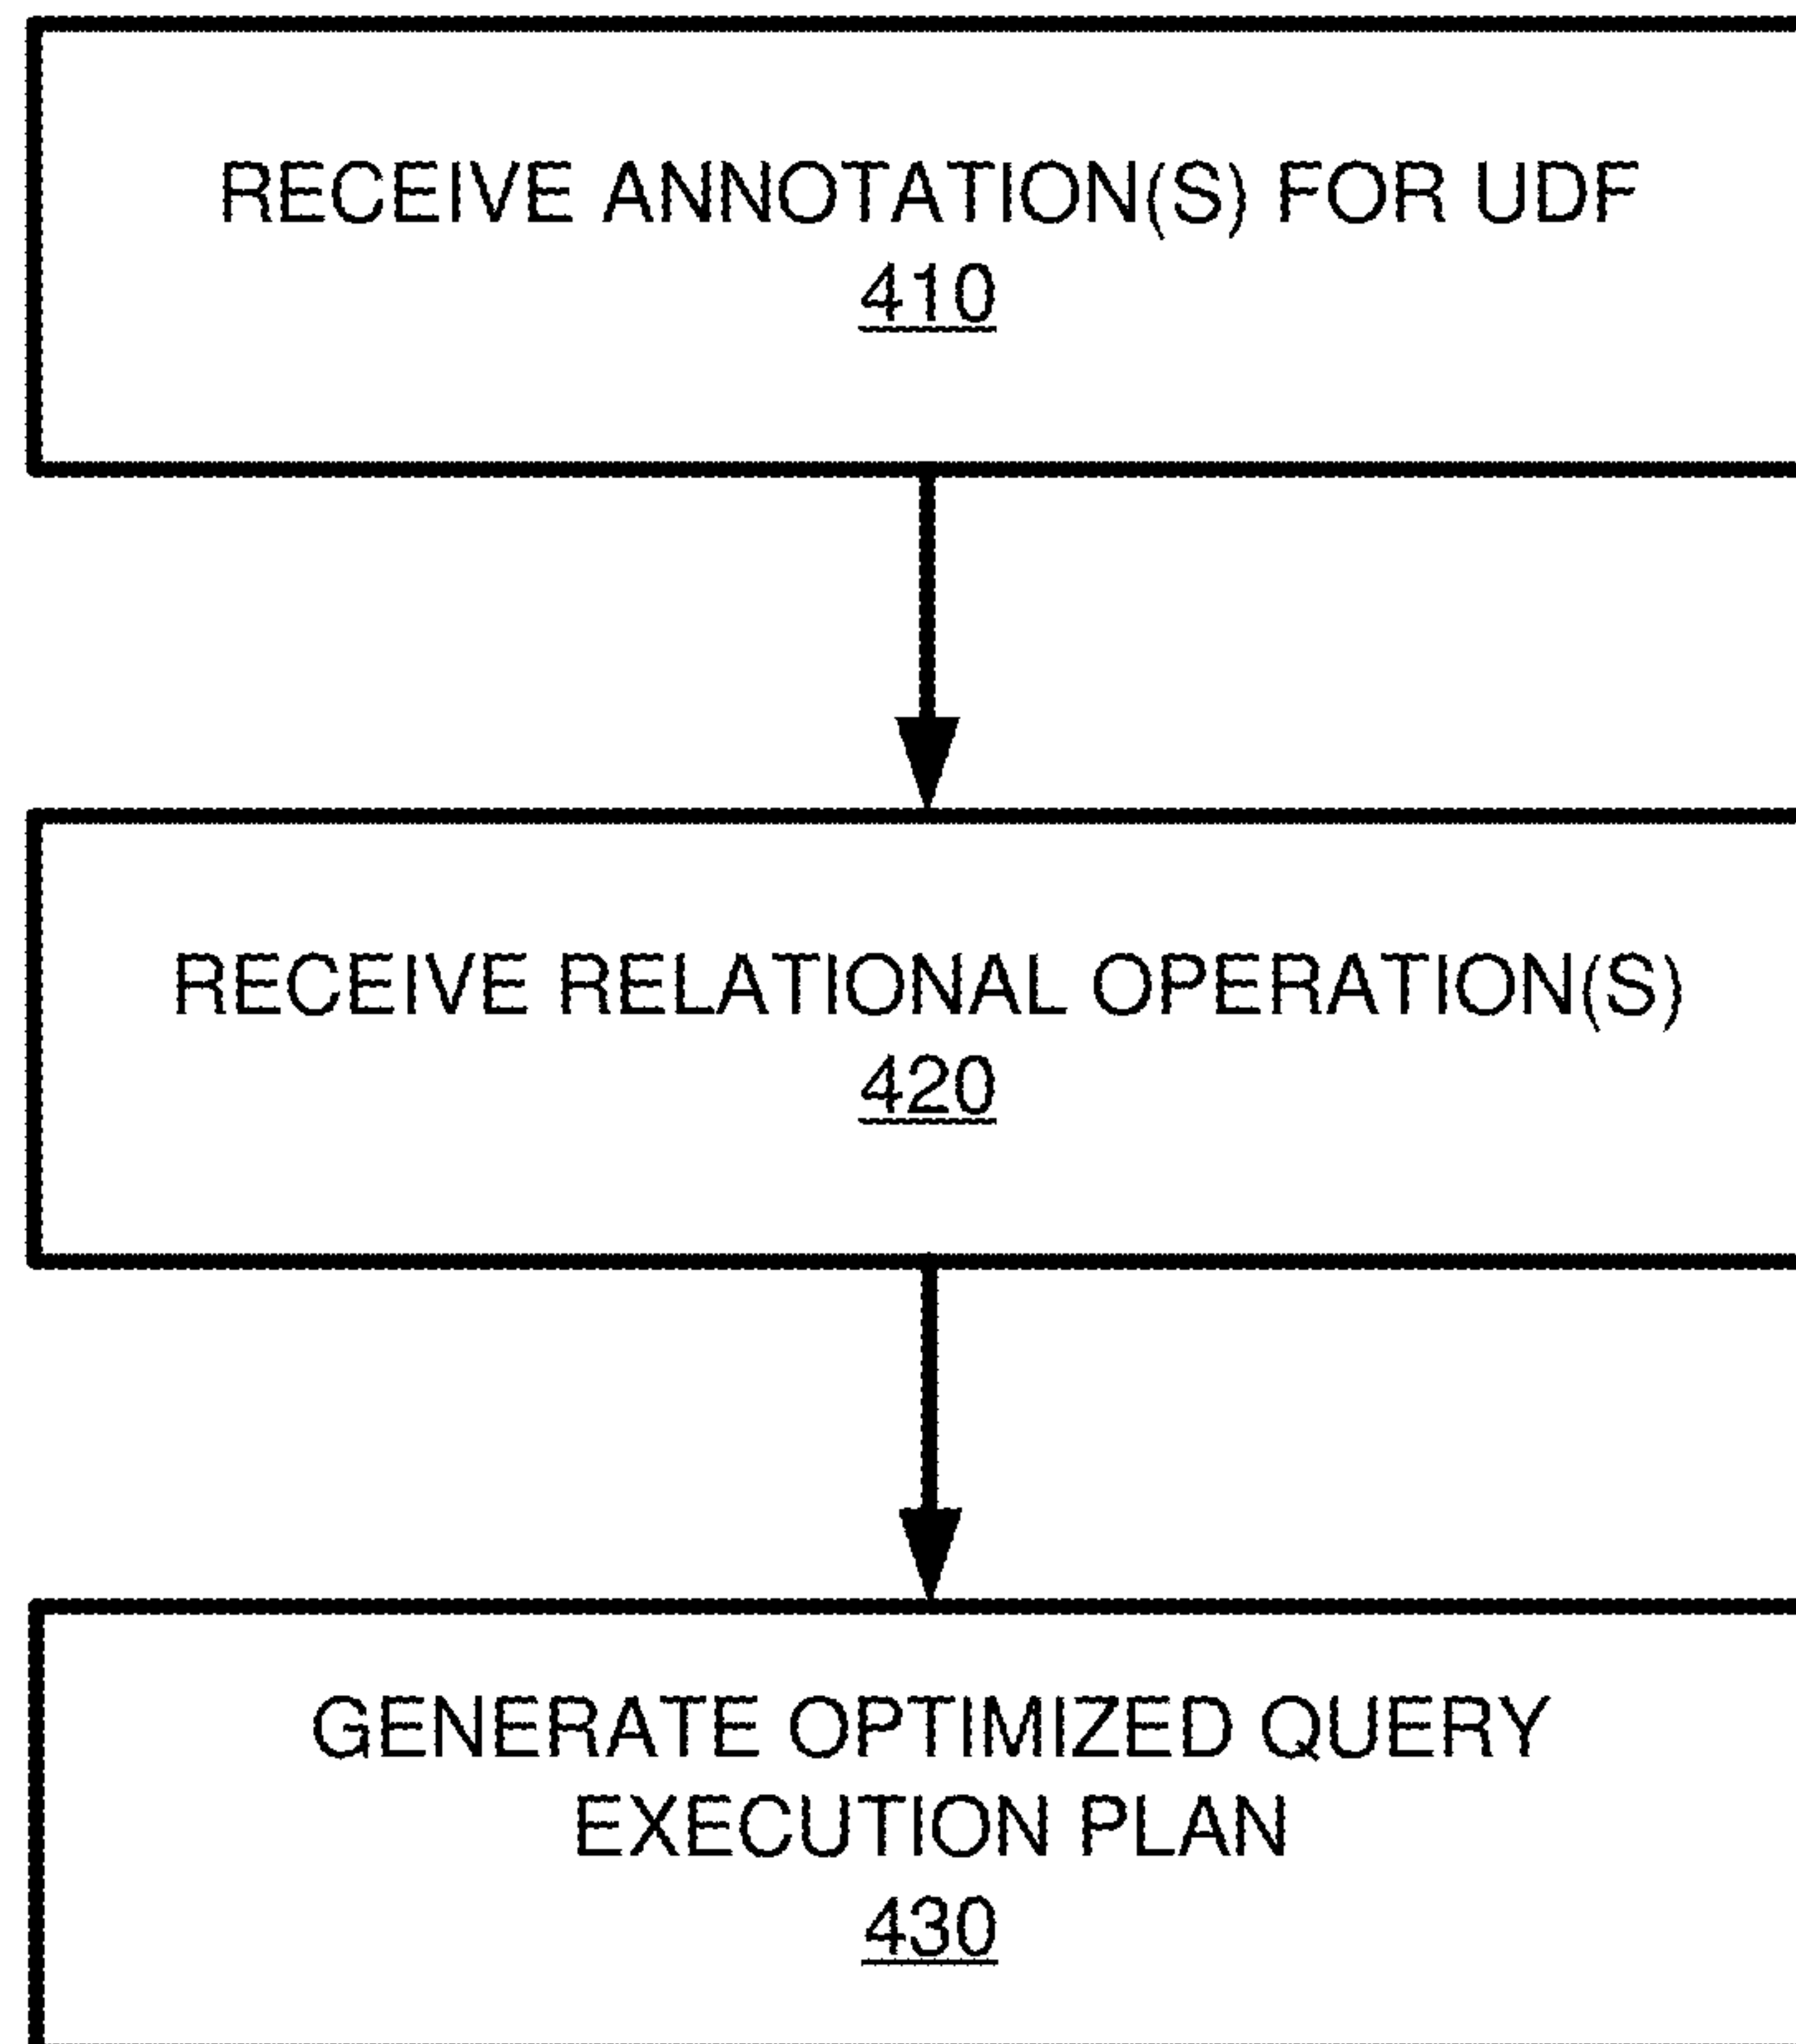 RECEIVE ANNOTATION(S) FOR UDF
410
RECEIVE RELATIONAL OPERATION(S)
420
GENERATE OPTIMIZED QUERY
EXECUTION PLAN
430